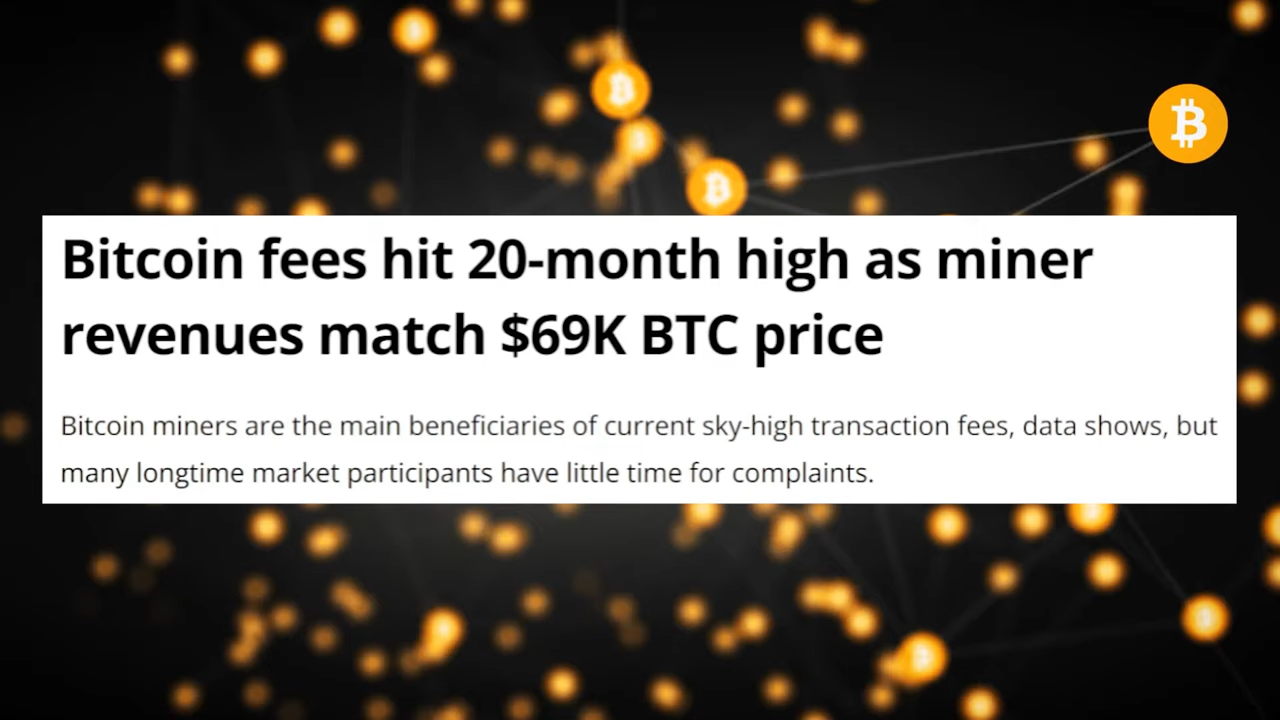 Bitcoin fees hit 20-month high as miner
revenues match $69K BTC price
Bitcoin miners are the main beneficiaries of current sky-high transaction fees, data shows, but
many longtime market participants have little time for complaints.